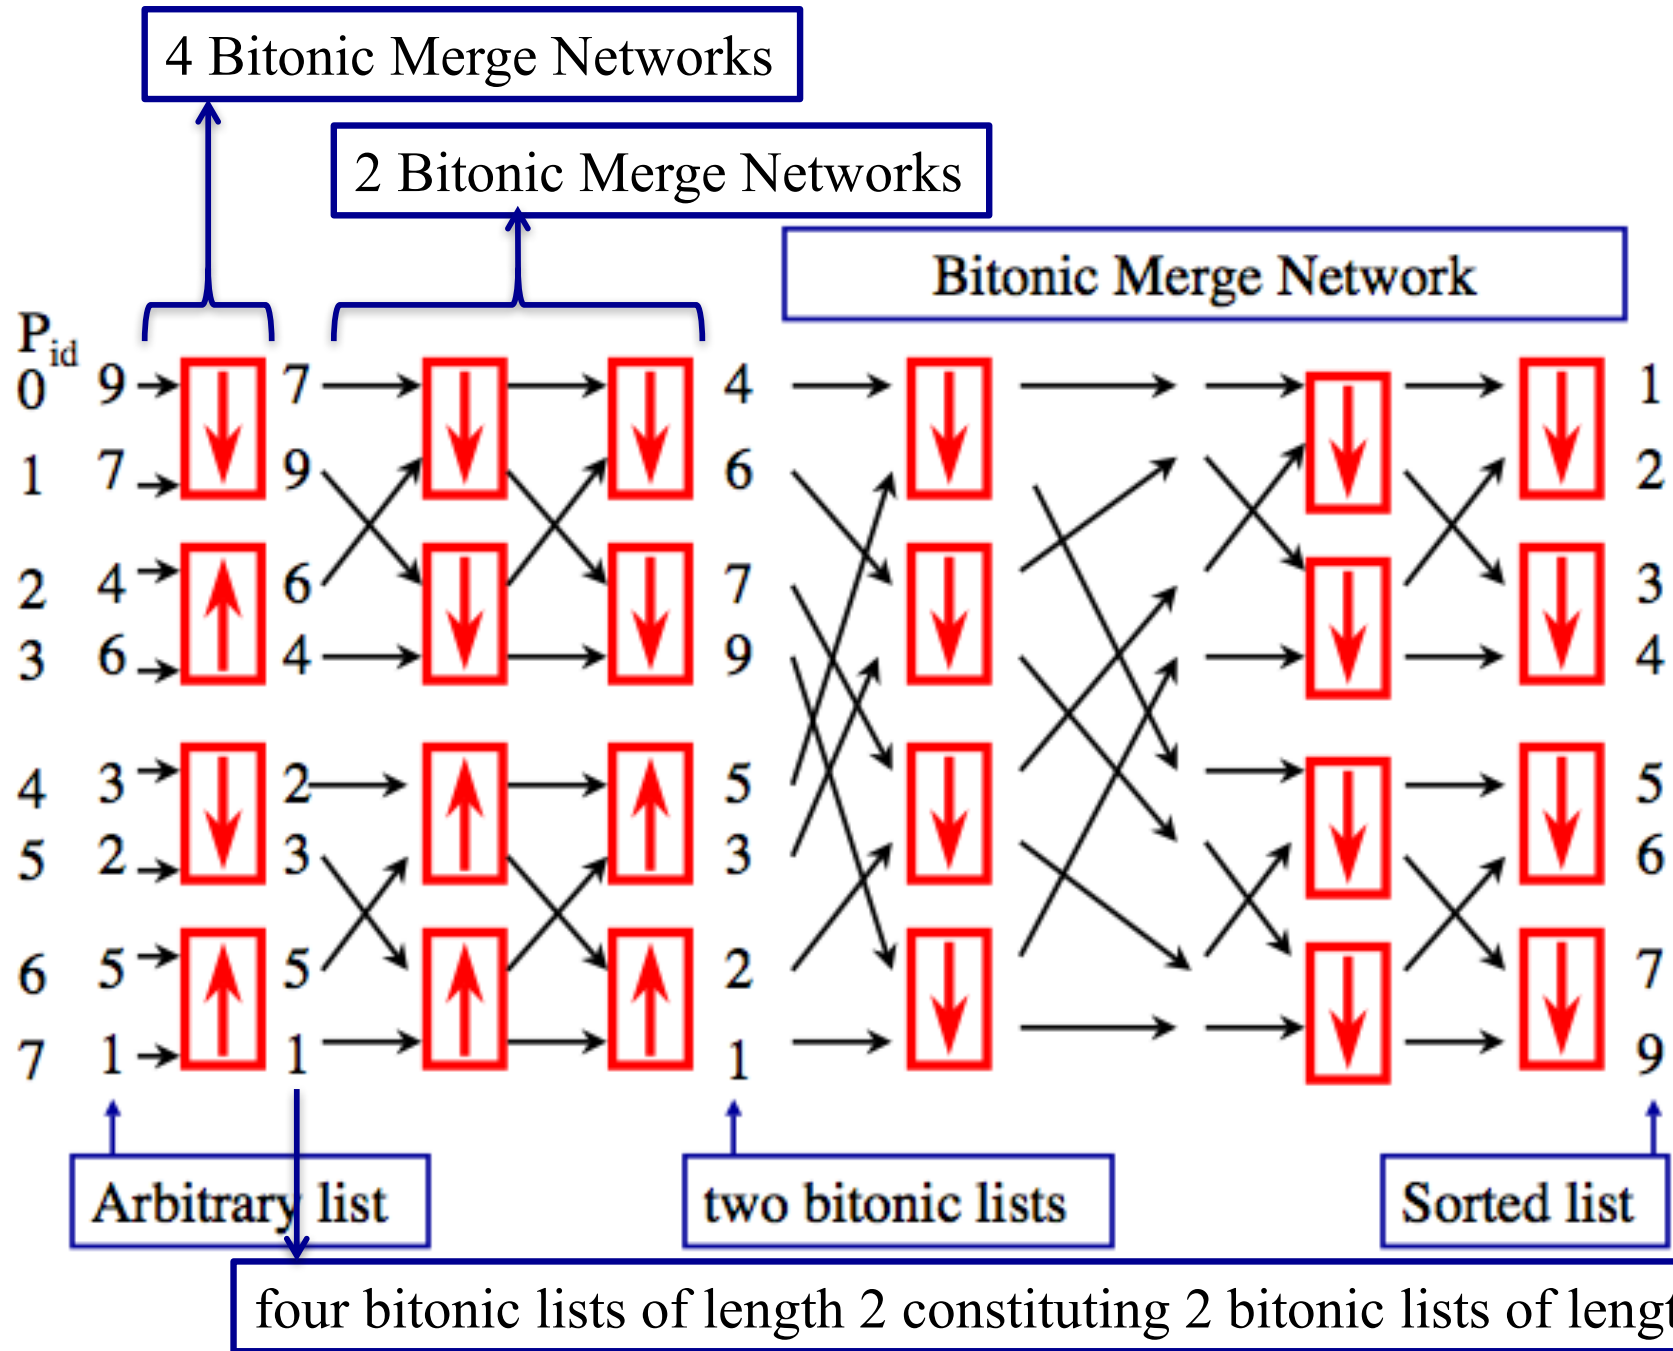 4 Bitonic Merge Networks
2 Bitonic Merge Networks
Bitonic Merge Network
Pid
0 9 7 4 1
1 7 9 6 2
2 4 6 7 3
3 6 4 9 4
4 3 2 5 5
5 2 3 3 6
6 5 5 2 7
7 1 1 1 9
Arbitrary list
two bitonic lists
Sorted list
four bitonic lists of length 2 constituting 2 bitonic lists of